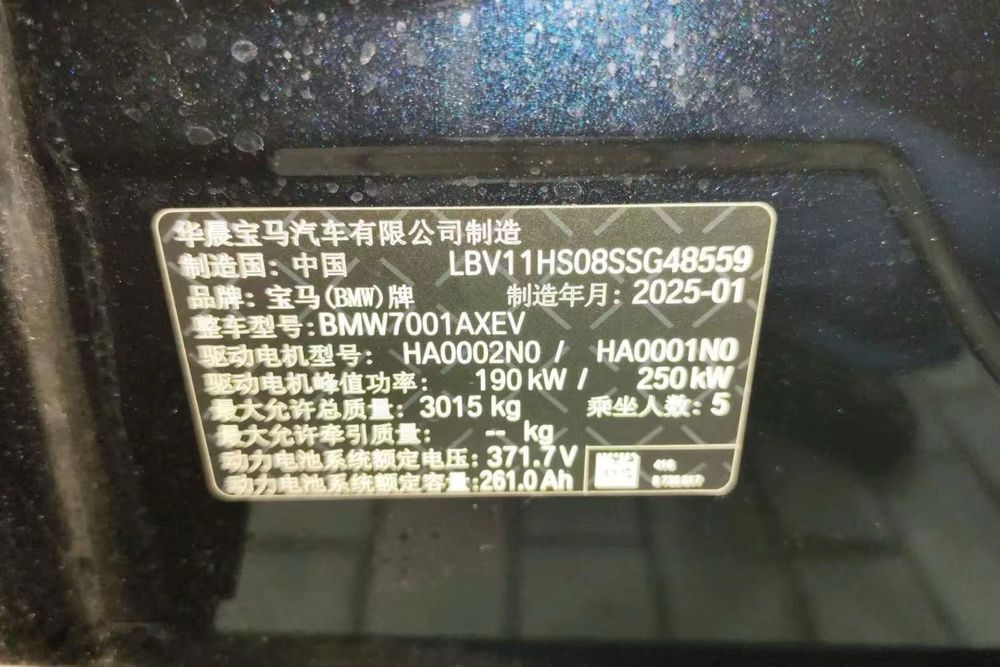 华晨宝马汽车有限公司制造
制造国：中国 LBV11HS08SSG48559
品牌：宝马(BMW)牌 制造年月：2025-01
整车型号：BMW7001AXEV
驱动电机型号： HA0002N0 / HA0001N0
驱动电机峰值功率： 190 kW / 250 kW
最大允许总质量：3015 kg 乘坐人数：5
最大允许牵引质量： -- kg
动力电池系统额定电压：371.7V
动力电池系统额定容量：261.0 Ah
416